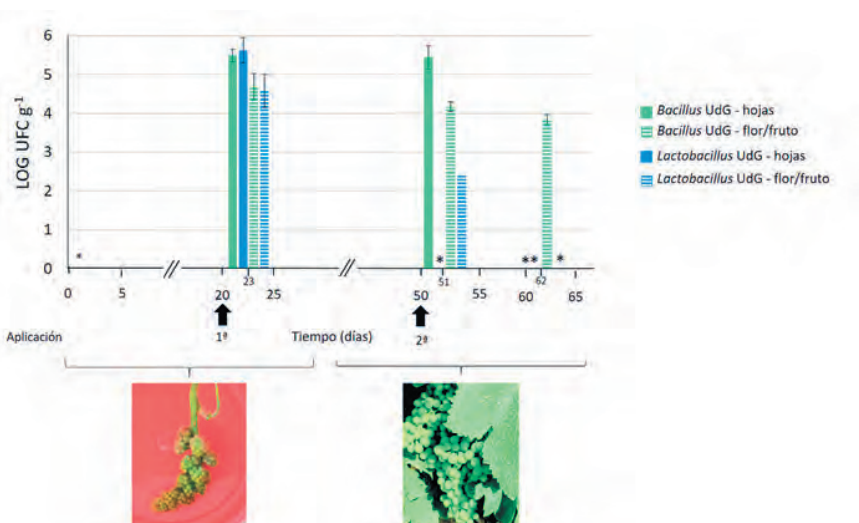 LOG UFC g-1
6
5
4
3
2
1
0
*
*
**
*
0 5 20 23 25 50 51 55 60 62 65
Aplicación 1ª Tiempo (días) 2ª
Bacillus UdG - hojas
Bacillus UdG - flor/fruto
Lactobacillus UdG - hojas
Lactobacillus UdG - flor/fruto